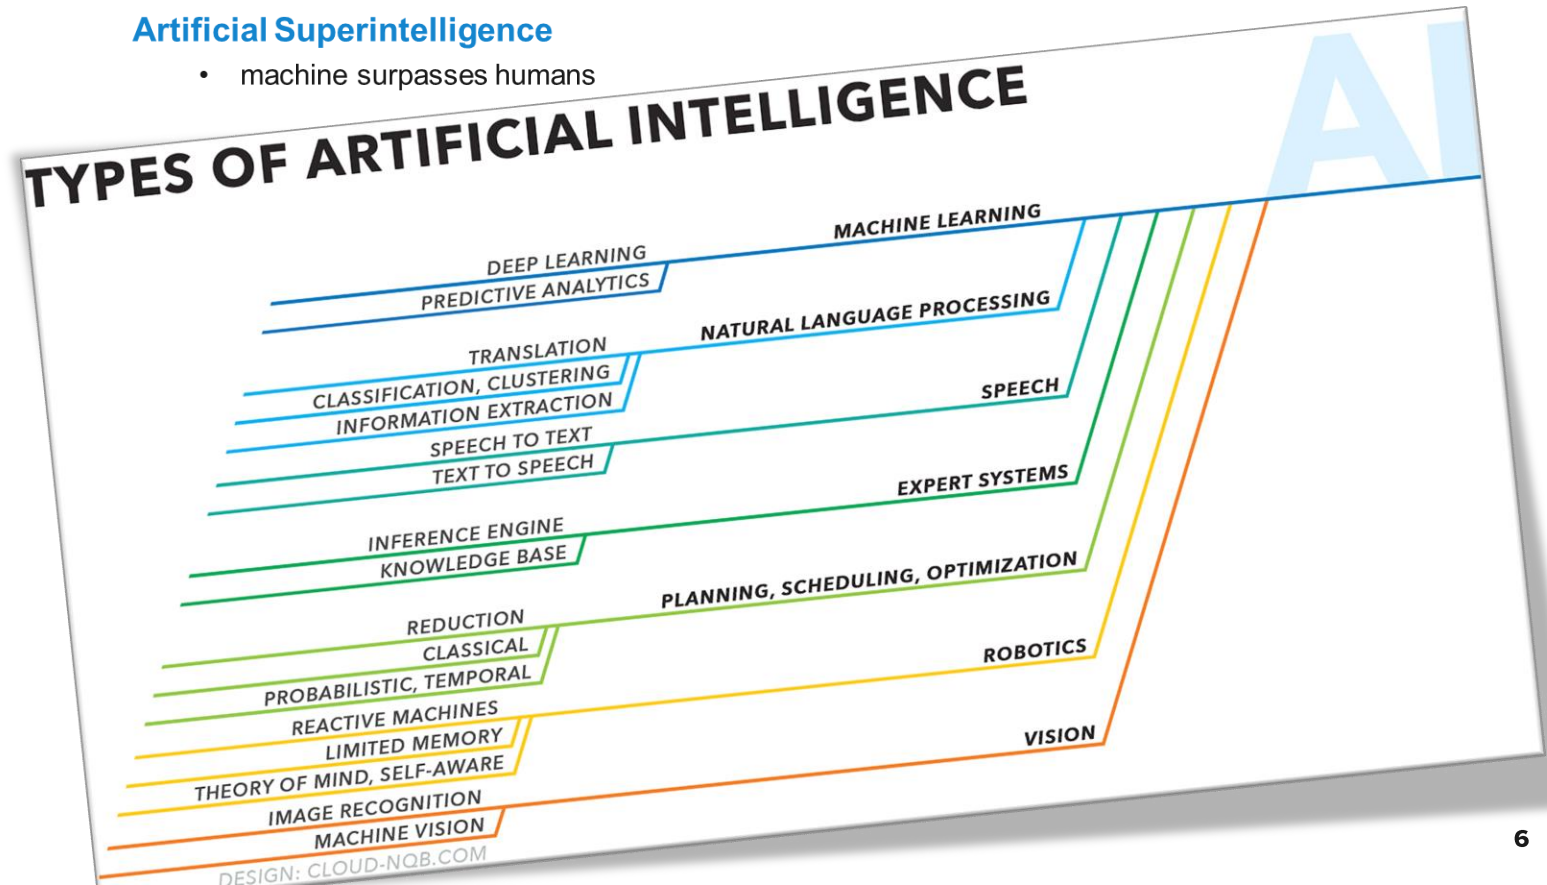 Artificial Superintelligence
• machine surpasses humans
TYPES OF ARTIFICIAL INTELLIGENCE
AI
MACHINE LEARNING
DEEP LEARNING
PREDICTIVE ANALYTICS
NATURAL LANGUAGE PROCESSING
TRANSLATION
CLASSIFICATION, CLUSTERING
INFORMATION EXTRACTION
SPEECH
SPEECH TO TEXT
TEXT TO SPEECH
EXPERT SYSTEMS
INFERENCE ENGINE
KNOWLEDGE BASE
PLANNING, SCHEDULING, OPTIMIZATION
REDUCTION
CLASSICAL
PROBABILISTIC, TEMPORAL
ROBOTICS
REACTIVE MACHINES
LIMITED MEMORY
THEORY OF MIND, SELF-AWARE
VISION
IMAGE RECOGNITION
MACHINE VISION
DESIGN: CLOUD-NQB.COM
6